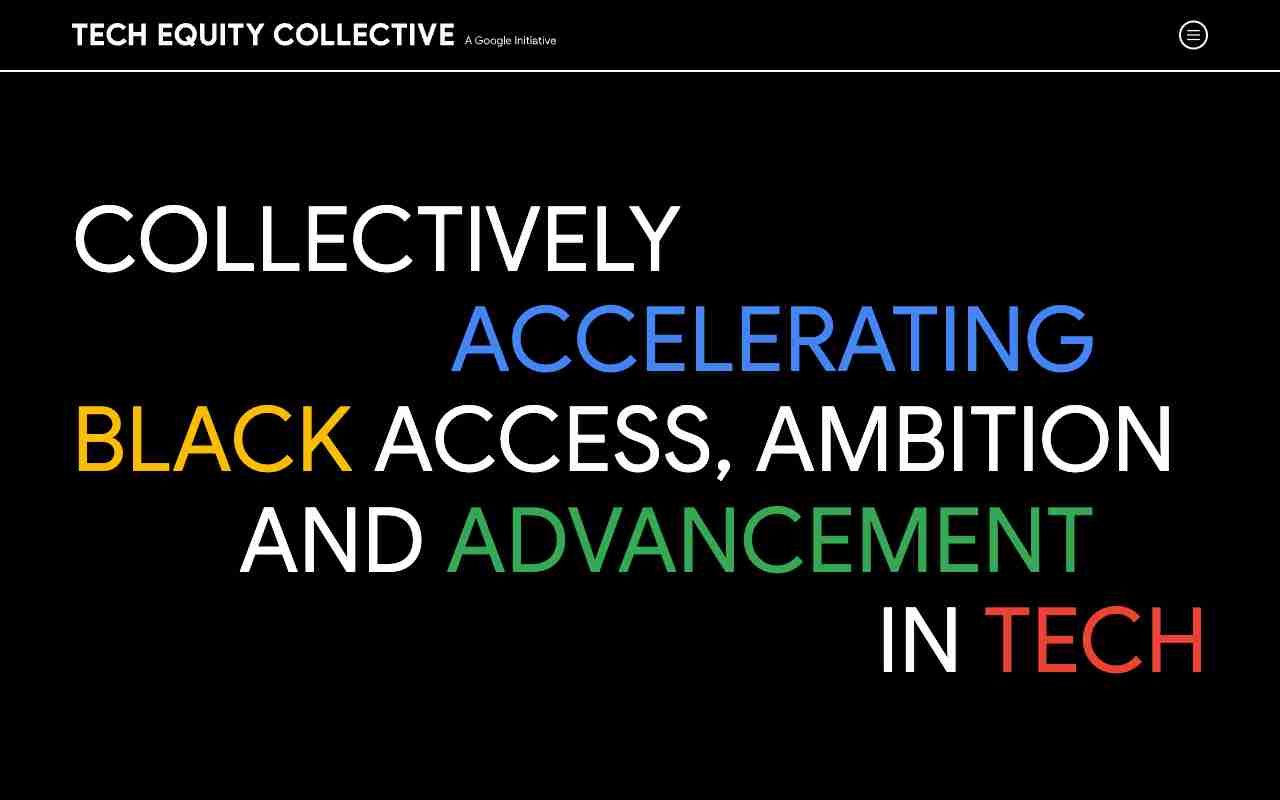 TECH EQUITY COLLECTIVE A Google Initiative
COLLECTIVELY
ACCELERATING
BLACK ACCESS, AMBITION
AND ADVANCEMENT
IN TECH